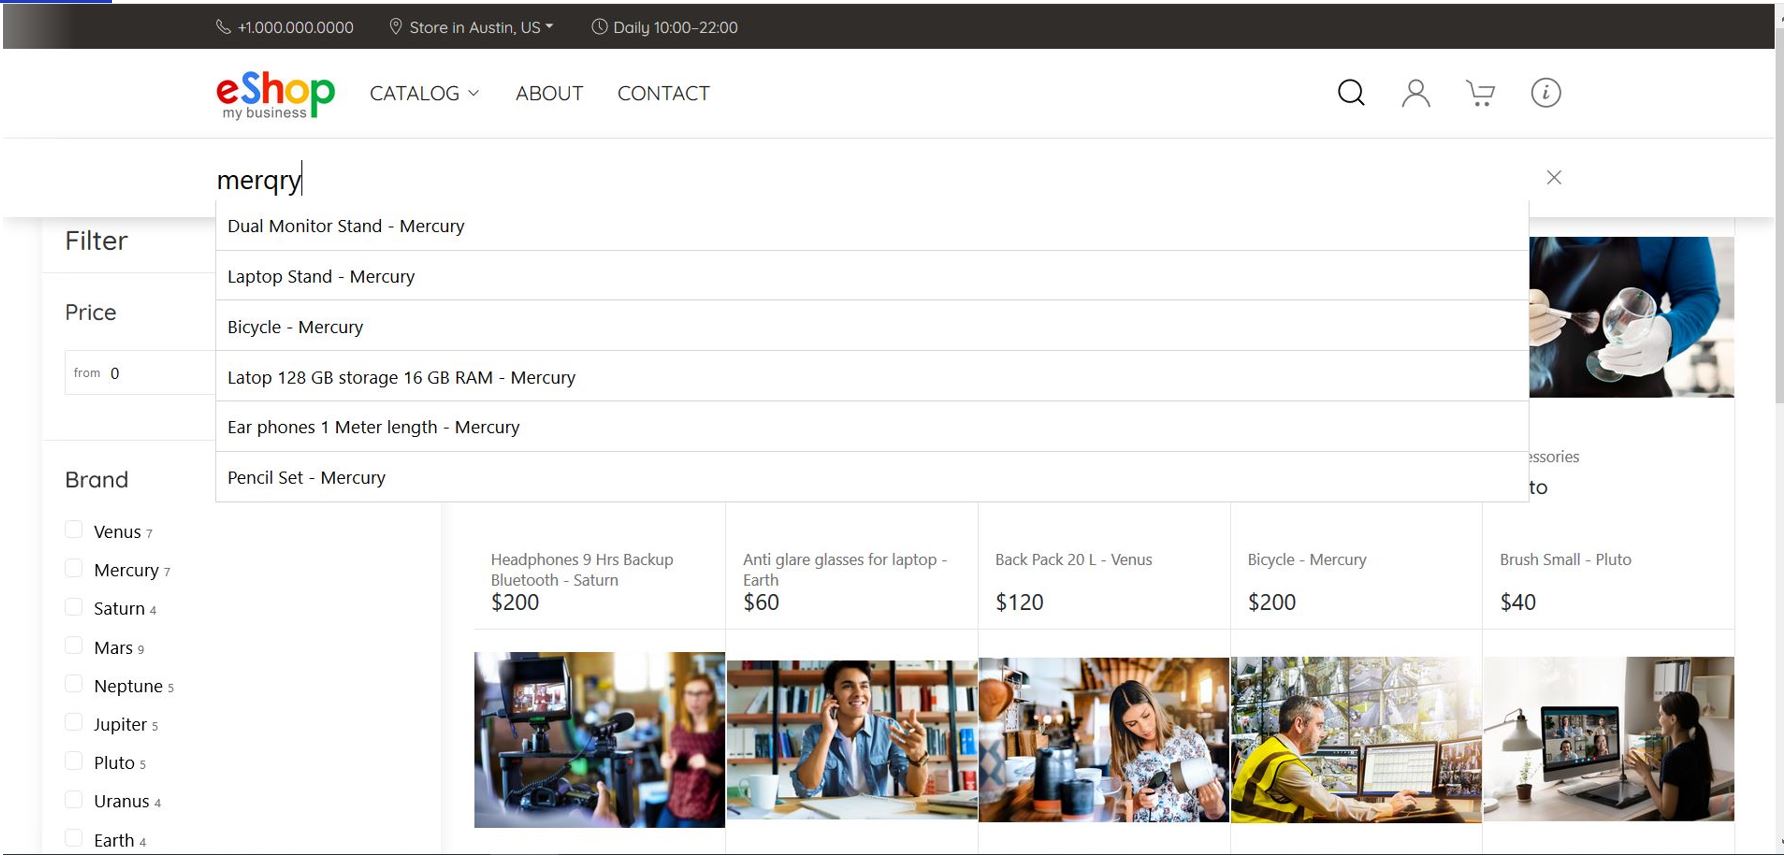 +1.000.000.0000 Store in Austin, US Daily 10:00–22:00
eShop
my business
CATALOG ABOUT CONTACT
merqry
Dual Monitor Stand - Mercury
Laptop Stand - Mercury
Bicycle - Mercury
Latop 128 GB storage 16 GB RAM - Mercury
Ear phones 1 Meter length - Mercury
Pencil Set - Mercury
Filter
Price
from 0
Brand
Venus 7
Mercury 7
Saturn 4
Mars 9
Neptune 5
Jupiter 5
Pluto 5
Uranus 4
Earth 4
Headphones 9 Hrs Backup
Bluetooth - Saturn
$200
Anti glare glasses for laptop -
Earth
$60
Back Pack 20 L - Venus
$120
Bicycle - Mercury
$200
Brush Small - Pluto
$40